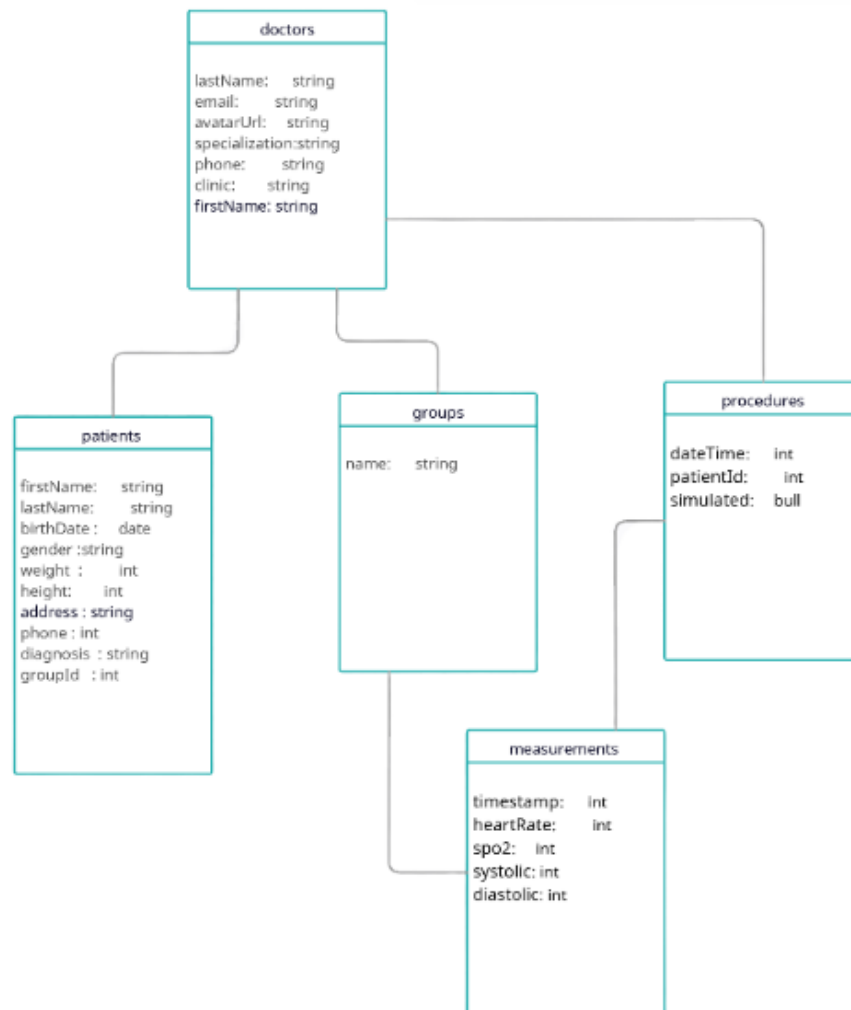 doctors
lastName: string
email: string
avatarUrl: string
specialization:string
phone: string
clinic: string
firstName: string
patients
firstName: string
lastName: string
birthDate : date
gender :string
weight : int
height: int
address : string
phone : int
diagnosis : string
groupId : int
groups
name: string
procedures
dateTime: int
patientId: int
simulated: bull
measurements
timestamp: int
heartRate: int
spo2: int
systolic: int
diastolic: int